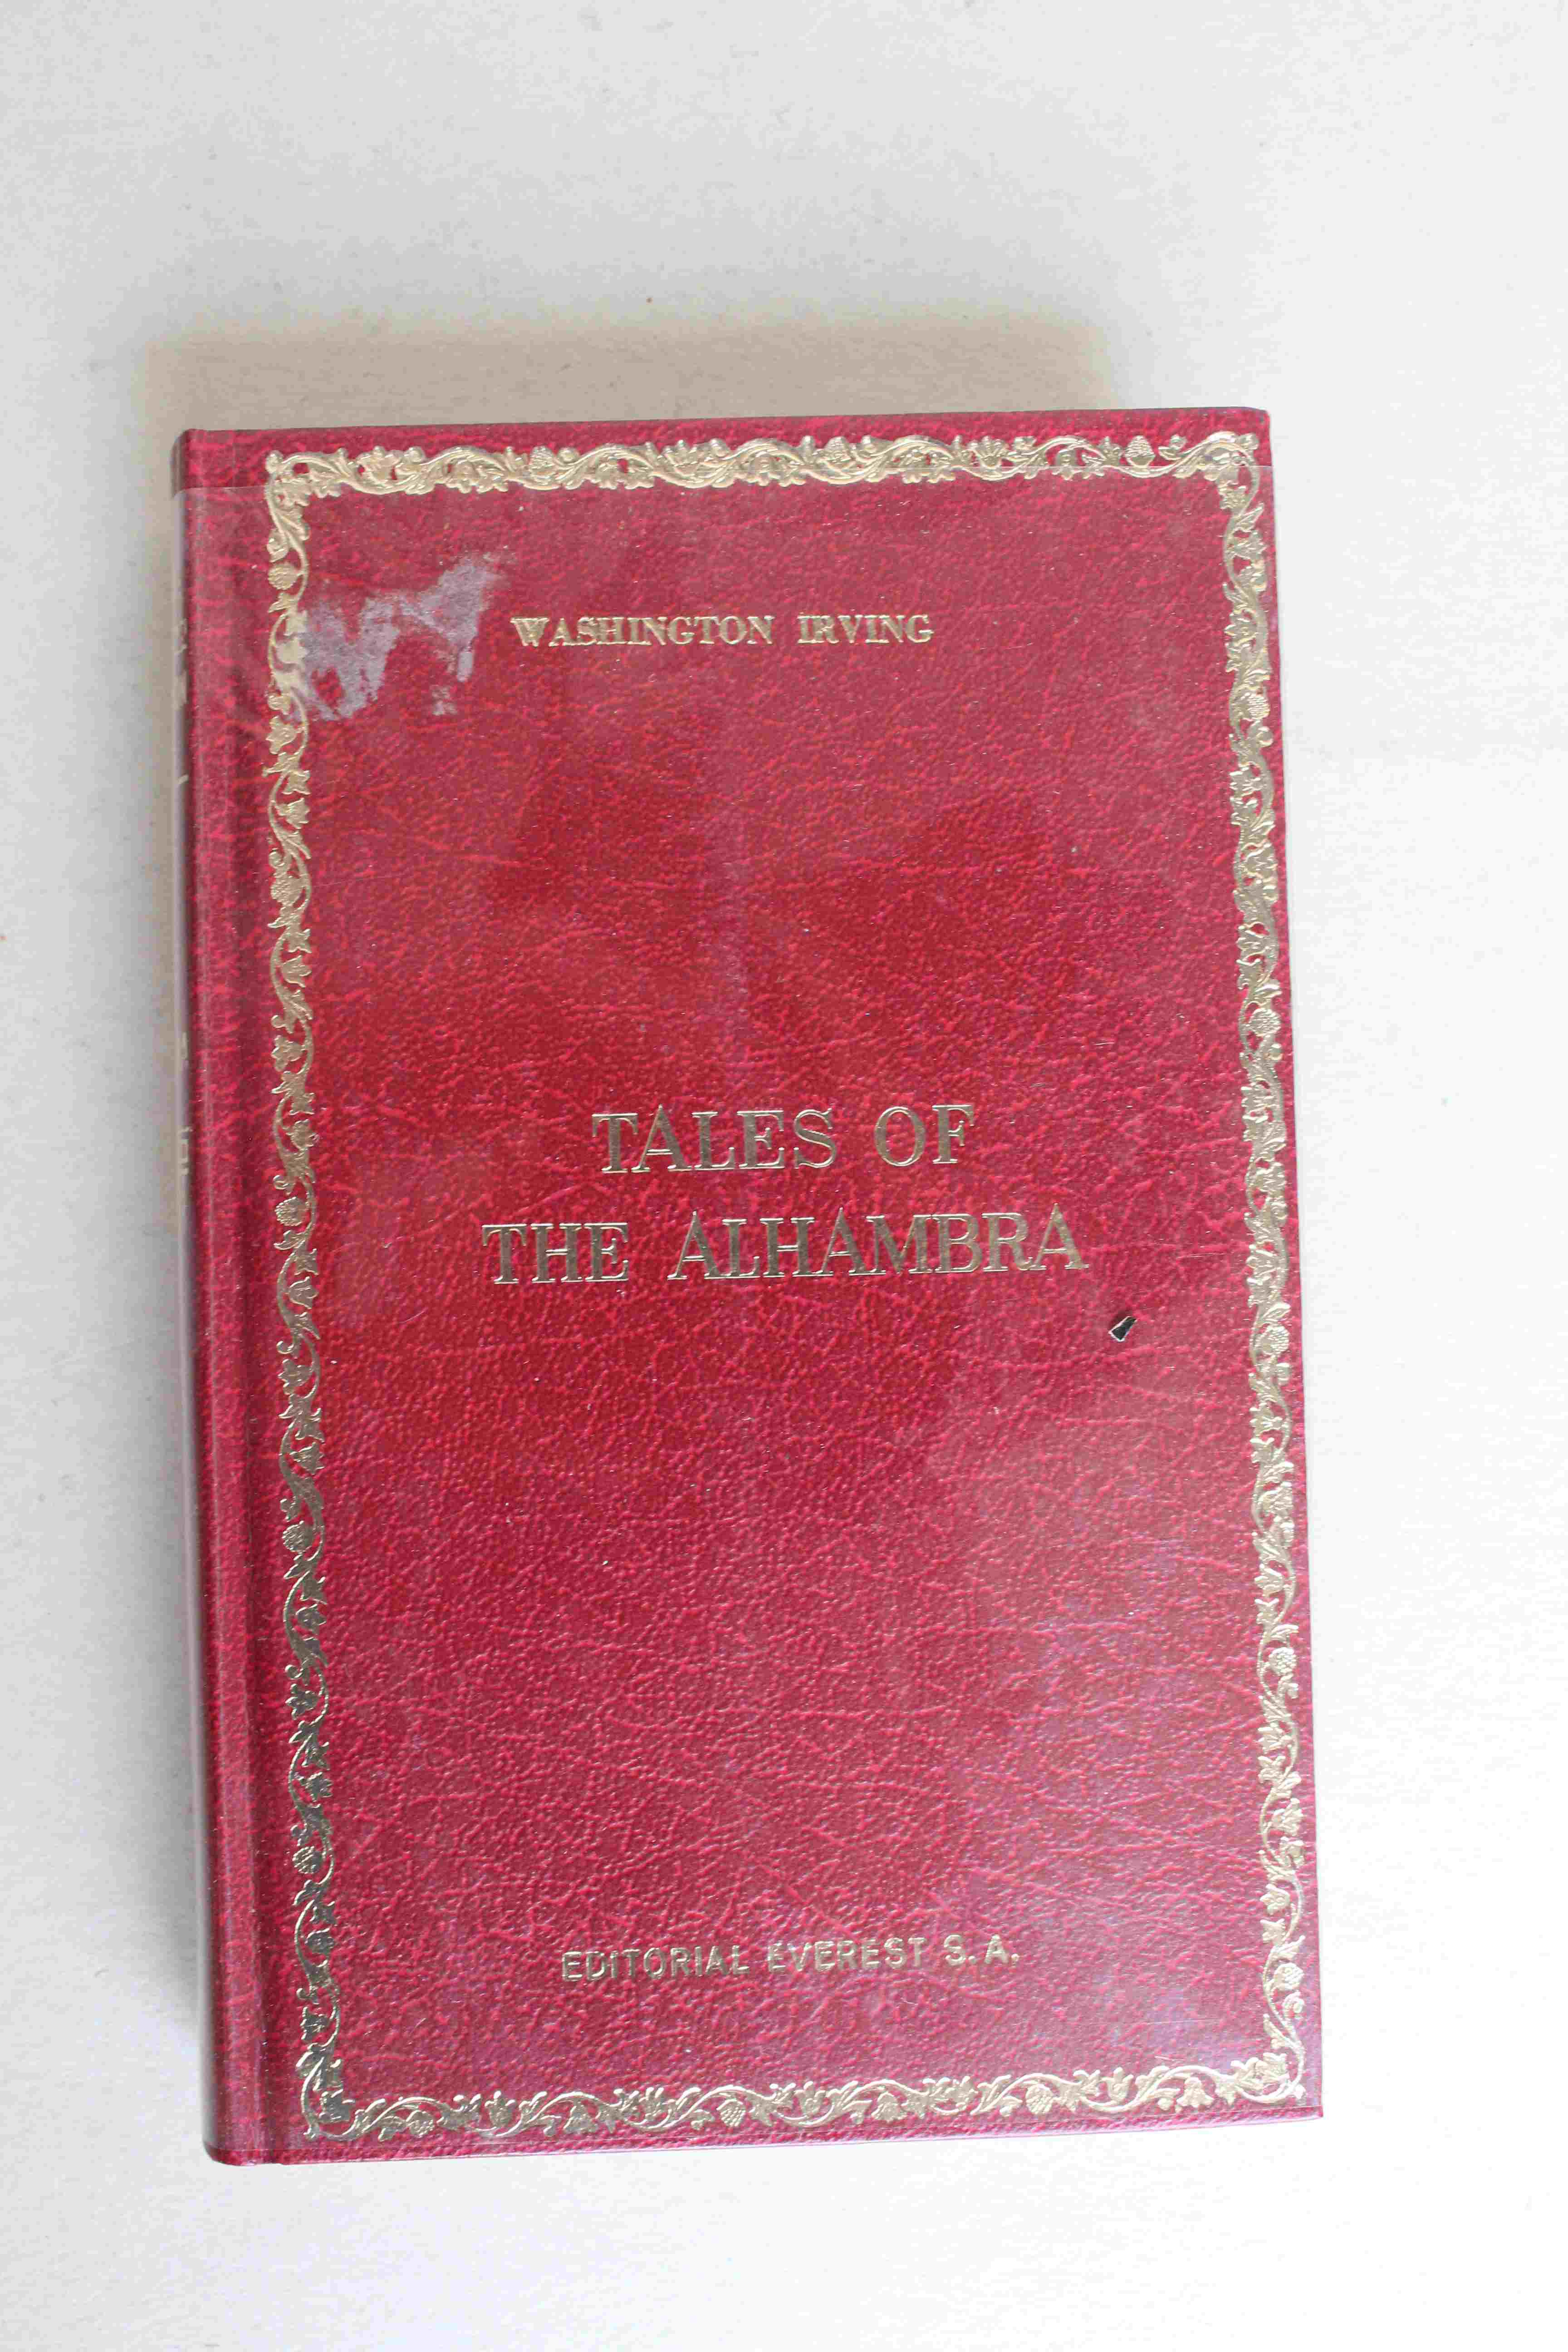 WASHINGTON IRVING
TALES OF
THE ALHAMBRA
EDITORIAL EVEREST S.A.